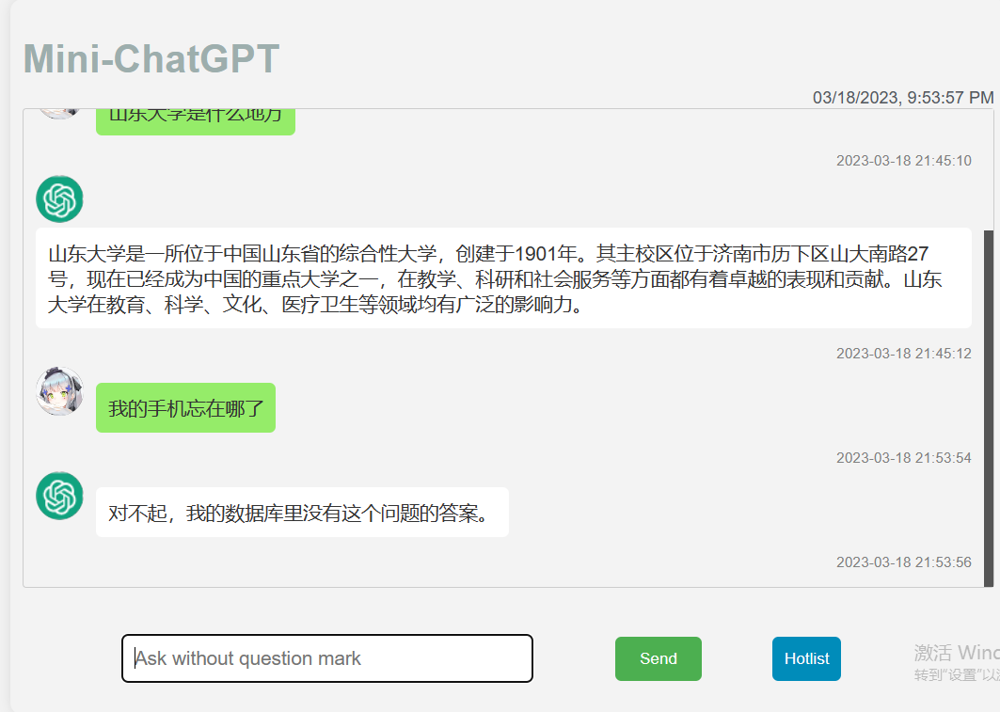 Mini-ChatGPT
03/18/2023, 9:53:57 PM
山东大学是什么地方
2023-03-18 21:45:10
山东大学是一所位于中国山东省的综合性大学，创建于1901年。其主校区位于济南市历下区山大南路27
号，现在已经成为中国的重点大学之一，在教学、科研和社会服务等方面都有着卓越的表现和贡献。山东
大学在教育、科学、文化、医疗卫生等领域均有广泛的影响力。
2023-03-18 21:45:12
我的手机忘在哪了
2023-03-18 21:53:54
对不起，我的数据库里没有这个问题的答案。
2023-03-18 21:53:56
Ask without question mark
Send
Hotlist
激活 Winc
转到"设置"以